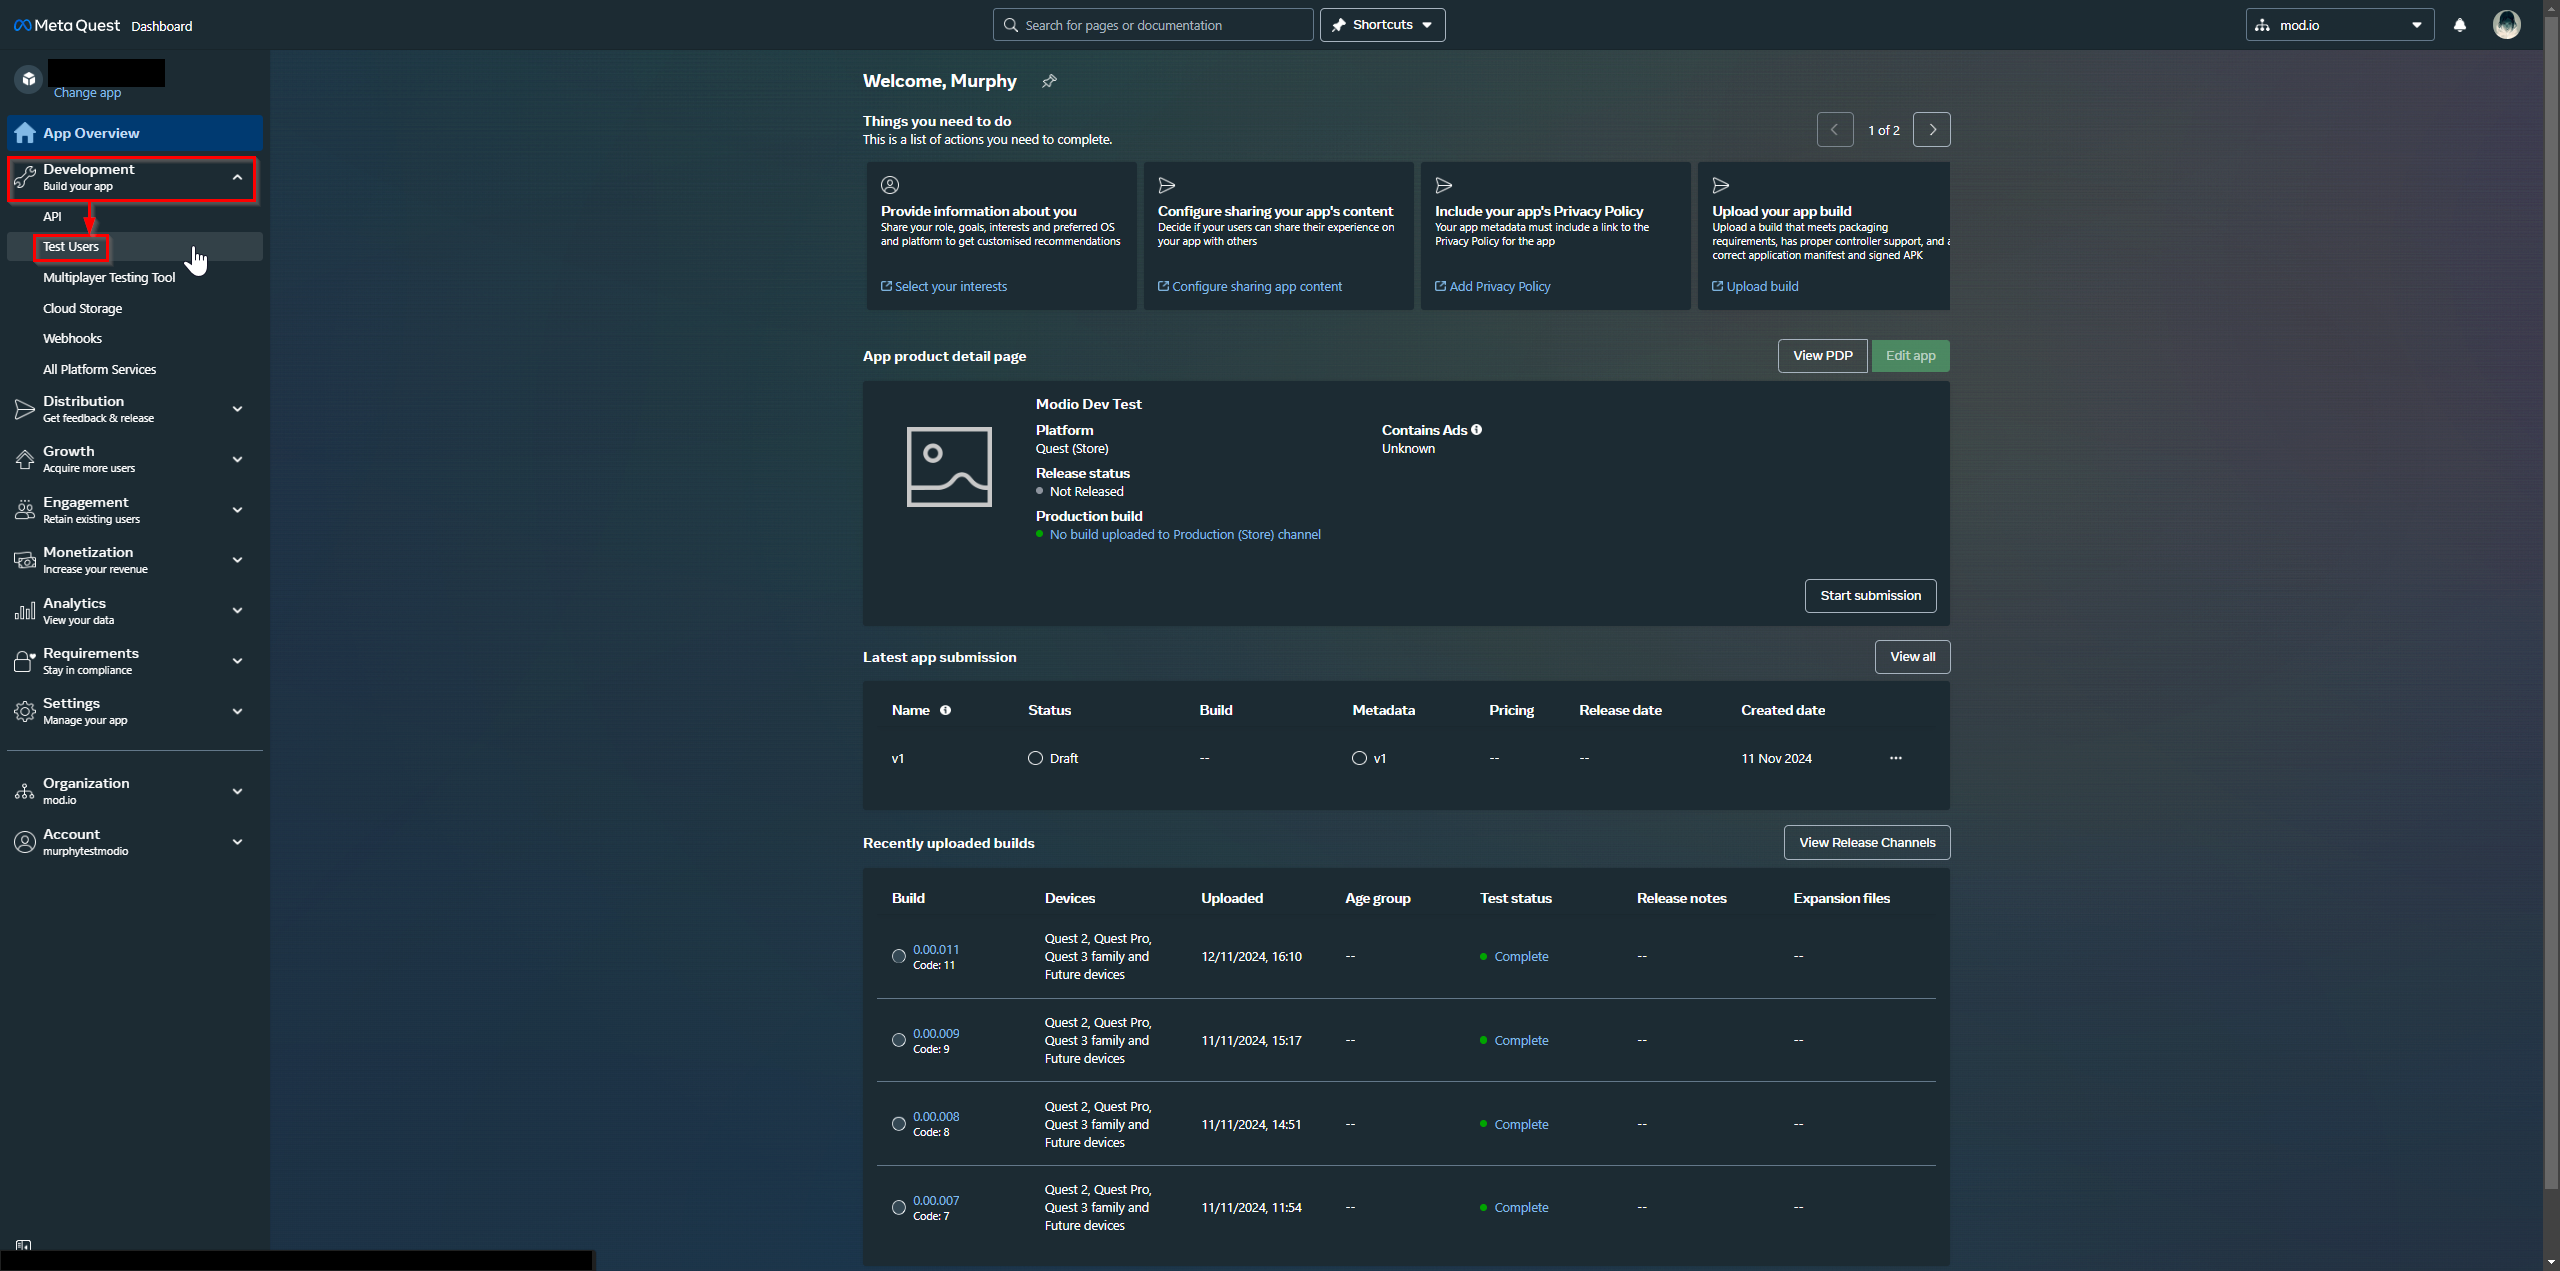 Meta Quest Dashboard
Search for pages or documentation
Shortcuts
mod.io
Change app
App Overview
Development
Build your app
API
Test Users
Multiplayer Testing Tool
Cloud Storage
Webhooks
All Platform Services
Distribution
Get feedback & release
Growth
Acquire more users
Engagement
Retain existing users
Monetization
Increase your revenue
Analytics
View your data
Requirements
Stay in compliance
Settings
Manage your app
Organization
mod.io
Account
murphytestmodio
Welcome, Murphy
Things you need to do
This is a list of actions you need to complete.
1 of 2
Provide information about you
Share your role, goals, interests and preferred OS
and platform to get customised recommendations
Select your interests
Configure sharing your app's content
Decide if your users can share their experience on
your app with others
Configure sharing app content
Include your app's Privacy Policy
Your app metadata must include a link to the
Privacy Policy for the app
Add Privacy Policy
Upload your app build
Upload a build that meets packaging
requirements, has proper controller support, and a
correct application manifest and signed APK
Upload build
App product detail page
View PDP
Edit app
Modio Dev Test
Platform
Quest (Store)
Contains Ads
Unknown
Release status
Not Released
Production build
No build uploaded to Production (Store) channel
Start submission
Latest app submission
View all
Name Status Build Metadata Pricing Release date Created date
v1 Draft -- v1 -- -- 11 Nov 2024 ...
Recently uploaded builds
View Release Channels
Build Devices Uploaded Age group Test status Release notes Expansion files
0.00.011
Code: 11
Quest 2, Quest Pro,
Quest 3 family and
Future devices
12/11/2024, 16:10 -- Complete -- --
0.00.009
Code: 9
Quest 2, Quest Pro,
Quest 3 family and
Future devices
11/11/2024, 15:17 -- Complete -- --
0.00.008
Code: 8
Quest 2, Quest Pro,
Quest 3 family and
Future devices
11/11/2024, 14:51 -- Complete -- --
0.00.007
Code: 7
Quest 2, Quest Pro,
Quest 3 family and
Future devices
11/11/2024, 11:54 -- Complete -- --